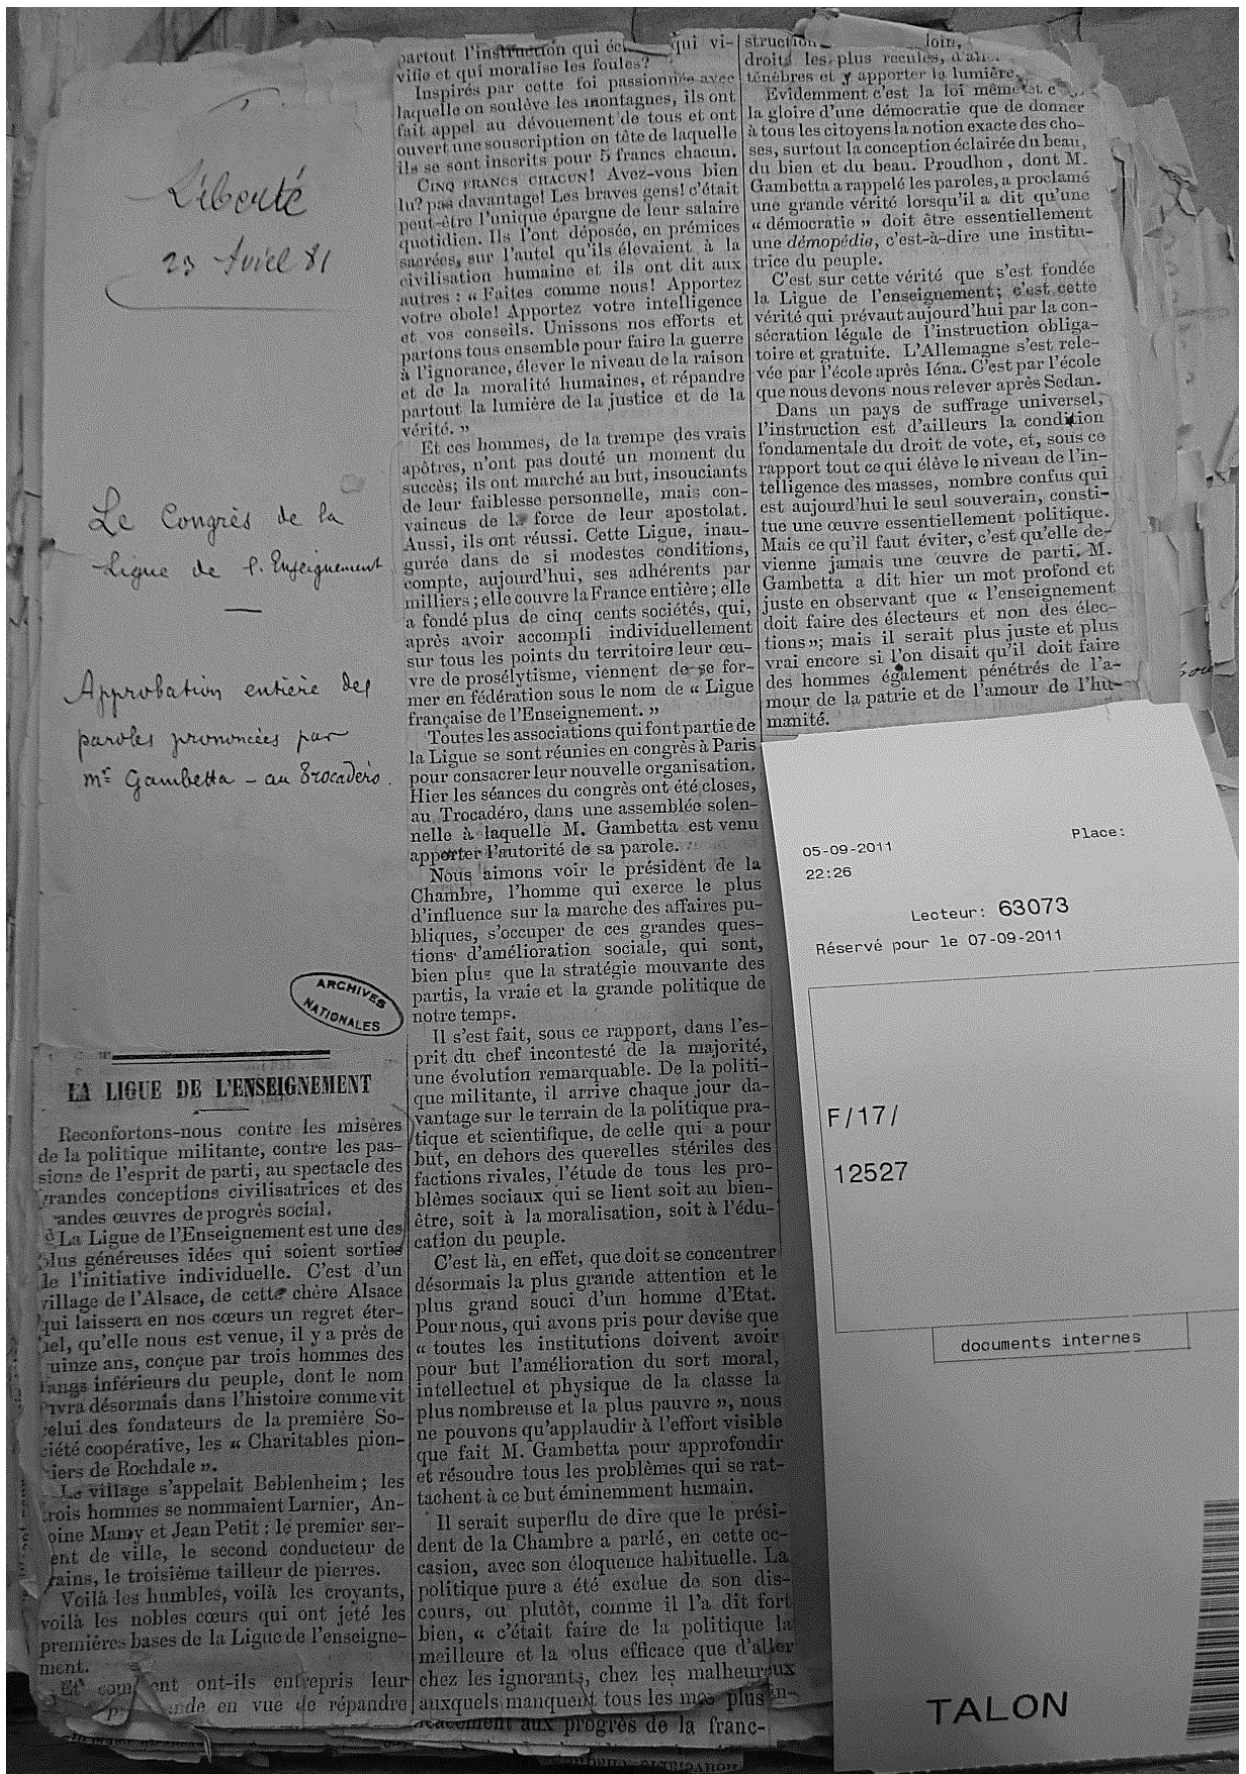 Liberté
23 Avril 81
Le Congrès de la
Ligue de l'Enseignement
Approbation entière des
paroles prononcées par
Mr Gambetta - au Trocadéro.
ARCHIVES
NATIONALES
LA LIGUE DE L'ENSEIGNEMENT
Reconfortons-nous contre les misères
de la politique militante, contre les pas-
sions de l'esprit de parti, au spectacle des
grandes conceptions civilisatrices et des
andes œuvres de progrès social.
La Ligue de l'Enseignement est une des
plus généreuses idées qui soient sorties
de l'initiative individuelle. C'est d'un
village de l'Alsace, de cette chère Alsace
qui laissera en nos cœurs un regret éter-
nel, qu'elle nous est venue, il y a près de
uinze ans, conçue par trois hommes des
rangs inférieurs du peuple, dont le nom
ivra désormais dans l'histoire comme vit
celui des fondateurs de la première So-
ciété coopérative, les « Charitables pion-
iers de Rochdale ».
Le village s'appelait Beblenheim; les
trois hommes se nommaient Larnier, An-
oine Mamy et Jean Petit : le premier ser-
ent de ville, le second conducteur de
rains, le troisième tailleur de pierres.
Voilà les humbles, voilà les croyants,
voilà les nobles cœurs qui ont jeté les
premières bases de la Ligue de l'enseigne-
ment.
Et comment ont-ils entrepris leur
en vue de répandre
partout l'instruction qui qui vi-
vifie et qui moralise les foules?
Inspirés par cette foi passionnée avec
laquelle on soulève les montagnes, ils ont
fait appel au dévouement de tous et ont
ouvert une souscription en tête de laquelle
ils se sont inscrits pour 5 francs chacun.
CINQ FRANCS CHACUN! Avez-vous bien
lu? pas davantage! Les braves gens! c'était
peut-être l'unique épargne de leur salaire
quotidien. Ils l'ont déposée, en prémices
sacrées, sur l'autel qu'ils élevaient à la
civilisation humaine et ils ont dit aux
autres : « Faites comme nous! Apportez
votre obole! Apportez votre intelligence
et vos conseils. Unissons nos efforts et
partons tous ensemble pour faire la guerre
à l'ignorance, élever le niveau de la raison
et de la moralité humaines, et répandre
partout la lumière de la justice et de la
vérité. »
Et ces hommes, de la trempe des vrais
apôtres, n'ont pas douté un moment du
succès; ils ont marché au but, insouciants
de leur faiblesse personnelle, mais con-
vaincus de la force de leur apostolat.
Aussi, ils ont réussi. Cette Ligue, inau-
gurée dans de si modestes conditions,
compte, aujourd'hui, ses adhérents par
milliers; elle couvre la France entière; elle
a fondé plus de cinq cents sociétés, qui,
après avoir accompli individuellement
sur tous les points du territoire leur œu-
vre de prosélytisme, viennent de se for-
mer en fédération sous le nom de « Ligue
française de l'Enseignement. »
Toutes les associations qui font partie de
la Ligue se sont réunies en congrès à Paris
pour consacrer leur nouvelle organisation.
Hier les séances du congrès ont été closes,
au Trocadéro, dans une assemblée solen-
nelle à laquelle M. Gambetta est venu
apporter l'autorité de sa parole.
Nous aimons voir le président de la
Chambre, l'homme qui exerce le plus
d'influence sur la marche des affaires pu-
bliques, s'occuper de ces grandes ques-
tions d'amélioration sociale, qui sont,
bien plus que la stratégie mouvante des
partis, la vraie et la grande politique de
notre temps.
Il s'est fait, sous ce rapport, dans l'es-
prit du chef incontesté de la majorité,
une évolution remarquable. De la politi-
que militante, il arrive chaque jour da-
vantage sur le terrain de la politique pra-
tique et scientifique, de celle qui a pour
but, en dehors des querelles stériles des
factions rivales, l'étude de tous les pro-
blèmes sociaux qui se lient soit au bien-
être, soit à la moralisation, soit à l'édu-
cation du peuple.
C'est là, en effet, que doit se concentrer
désormais la plus grande attention et le
plus grand souci d'un homme d'Etat.
Pour nous, qui avons pris pour devise que
« toutes les institutions doivent avoir
pour but l'amélioration du sort moral,
intellectuel et physique de la classe la
plus nombreuse et la plus pauvre », nous
ne pouvons qu'applaudir à l'effort visible
que fait M. Gambetta pour approfondir
et résoudre tous les problèmes qui se rat-
tachent à ce but éminemment humain.
Il serait superflu de dire que le prési-
dent de la Chambre a parlé, en cette oc-
casion, avec son éloquence habituelle. La
politique pure a été exclue de son dis-
cours, ou plutôt, comme il l'a dit fort
bien, « c'était faire de la politique la
meilleure et la plus efficace que d'aller
chez les ignorants, chez les malheureux
auxquels manquent tous les plus in-
aux progrès de la franc-
struction loin,
droits les plus reculés,
ténèbres et y apporter la lumière.
Evidemment c'est la loi même et
la gloire d'une démocratie que de donner
à tous les citoyens la notion exacte des cho-
ses, surtout la conception éclairée du beau,
du bien et du beau. Proudhon, dont M.
Gambetta a rappelé les paroles, a proclamé
une grande vérité lorsqu'il a dit qu'une
« démocratie » doit être essentiellement
une démopédie, c'est-à-dire une institu-
trice du peuple.
C'est sur cette vérité que s'est fondée
la Ligue de l'enseignement; c'est cette
vérité qui prévaut aujourd'hui par la con-
sécration légale de l'instruction obliga-
toire et gratuite. L'Allemagne s'est rele-
vée par l'école après Iéna. C'est par l'école
que nous devons nous relever après Sedan.
Dans un pays de suffrage universel,
l'instruction est d'ailleurs la condition
fondamentale du droit de vote, et, sous ce
rapport tout ce qui élève le niveau de l'in-
telligence des masses, nombre confus qui
est aujourd'hui le seul souverain, consti-
tue une œuvre essentiellement politique.
Mais ce qu'il faut éviter, c'est qu'elle de-
vienne jamais une œuvre de parti. M.
Gambetta a dit hier un mot profond et
juste en observant que « l'enseignement
doit faire des électeurs et non des élec-
tions »; mais il serait plus juste et plus
vrai encore si l'on disait qu'il doit faire
des hommes également pénétrés de l'a-
mour de la patrie et de l'amour de l'hu-
manité.
Place:
05-09-2011
22:26
Lecteur: 63073
Réservé pour le 07-09-2011
F/17/
12527
documents internes
TALON